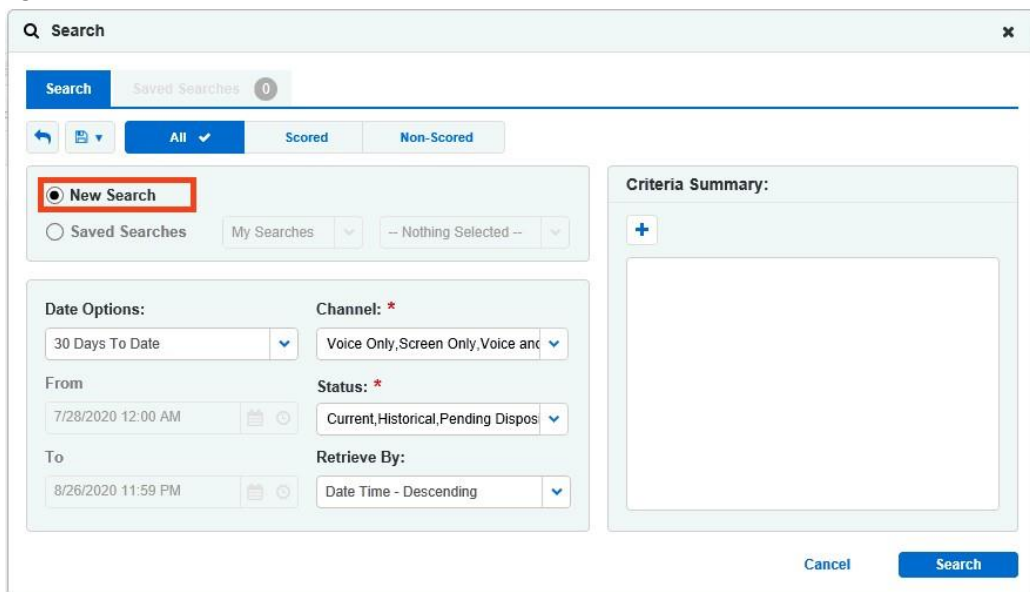 Search
Search
Saved Searches 0
All
Scored
Non-Scored
New Search
Saved Searches
My Searches
-- Nothing Selected --
Criteria Summary:
Date Options:
Channel: *
30 Days To Date
Voice Only,Screen Only,Voice and
From
Status: *
7/28/2020 12:00 AM
Current,Historical,Pending Disposi
To
Retrieve By:
8/26/2020 11:59 PM
Date Time - Descending
Cancel
Search